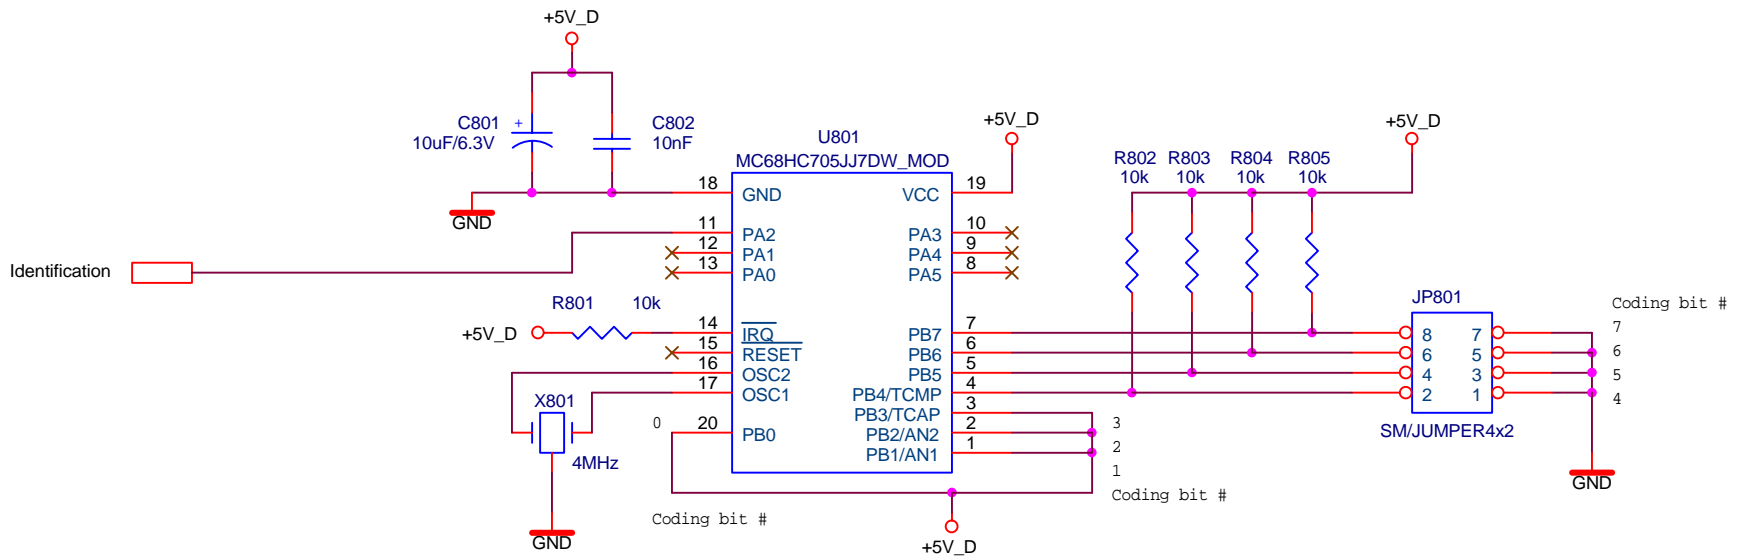 +5V_D
C801
10uF/6.3V
+
C802
10nF
GND
U801
MC68HC705JJ7DW_MOD
+5V_D
18 GND VCC 19
11 PA2 PA3 10
12 PA1 PA4 9
13 PA0 PA5 8
Identification
R801 10k
+5V_D
14 IRQ PB7 7
15 RESET PB6 6
16 OSC2 PB5 5
17 OSC1 PB4/TCMP 4
PB3/TCAP 3
20 PB0 PB2/AN2 2
PB1/AN1 1
X801
4MHz
GND
0
Coding bit #
3
2
1
Coding bit #
+5V_D
R802 R803 R804 R805
10k 10k 10k 10k
+5V_D
JP801
8 7
6 5
4 3
2 1
SM/JUMPER4x2
Coding bit #
7
6
5
4
GND